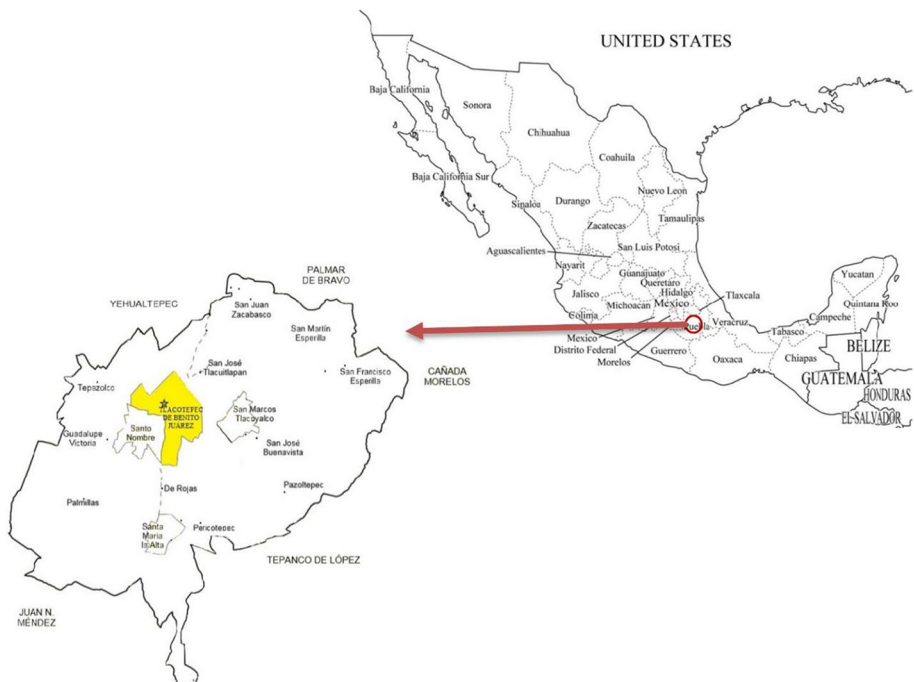 UNITED STATES
Baja California
Sonora
Chihuahua
Coahuila
Baja California Sur
Nuevo Leon
Sinaloa
Durango
Tamaulipas
Zacatecas
Aguascalientes
San Luis Potosi
Nayarit
Guanajuato
Queretaro
Hidalgo
Yucatan
Jalisco
Michoacan
Mexico
Tlaxcala
Quintana Roo
Colima
Puebla
Veracruz
Campeche
Tabasco
Mexico
Distrito Federal
Morelos
Guerrero
Oaxaca
Chiapas
BELIZE
GUATEMALA
HONDURAS
EL SALVADOR
PALMAR
DE BRAVO
YEHUALTEPEC
San Juan
Zacabasco
San Martín
Esperilla
San José
Tlacuitlapan
San Francisco
Esperilla
CAÑADA
MORELOS
Tepazolco
TLACOTEPEC
DE BENITO
JUAREZ
San Marcos
Tlacoyalco
Guadalupe
Victoria
Santo
Nombre
San José
Buenavista
De Rojas
Pazoltepec
Palmillas
Santa
Maria
la Alta
Pericotepec
TEPANCO DE LÓPEZ
JUAN N.
MÉNDEZ